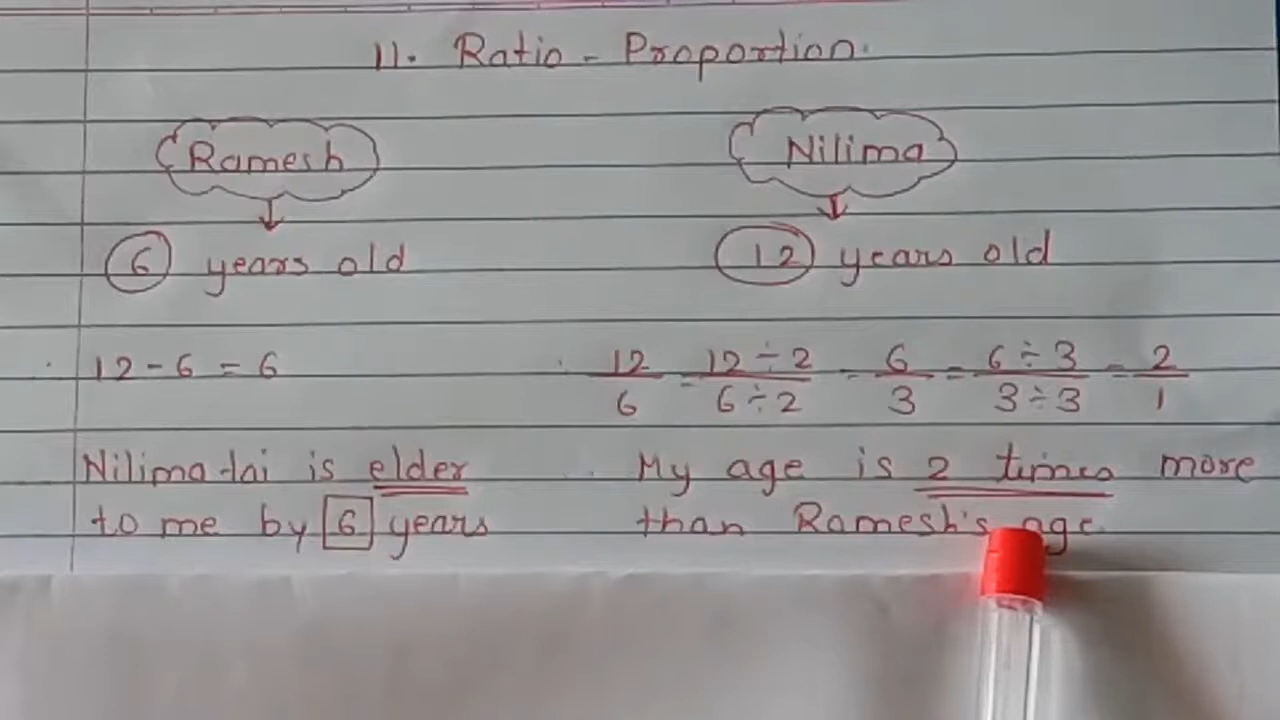 11. Ratio - Proportion.
Ramesh
Nilima
6 years old
12 years old
12 - 6 = 6
12/6 = 12÷2/6÷2 = 6/3 = 6÷3/3÷3 = 2/1
Nilima tai is elder
to me by 6 years
My age is 2 times more
than Ramesh's age.